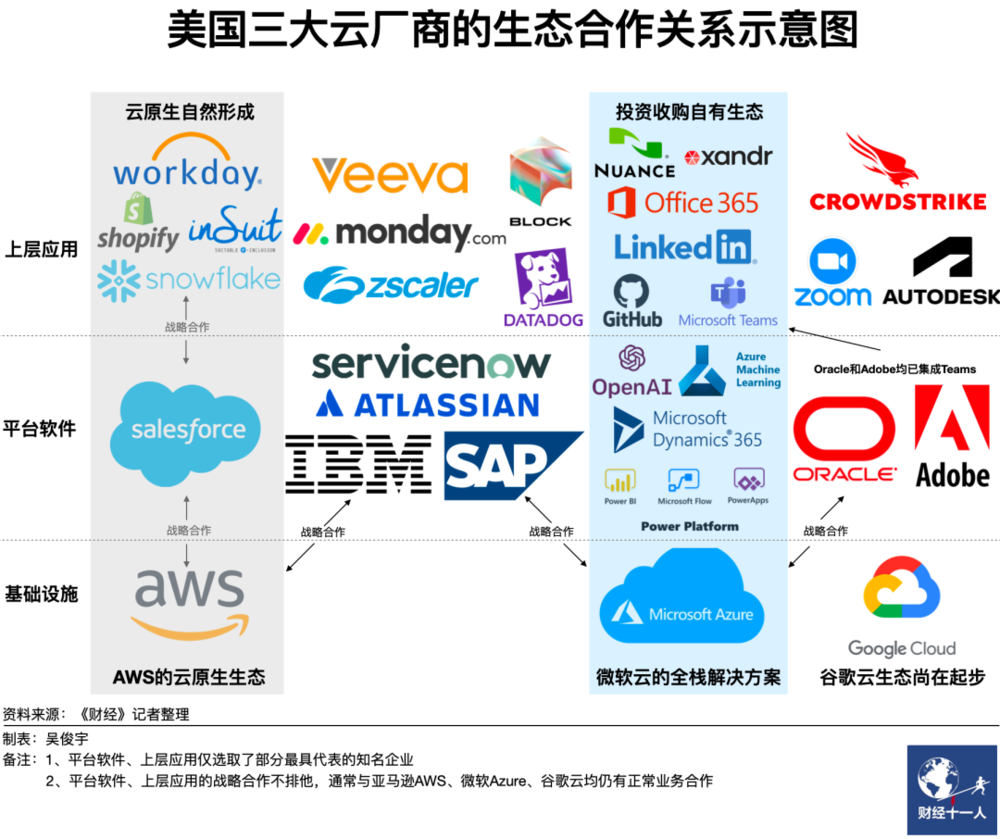 美国三大云厂商的生态合作关系示意图
云原生自然形成
投资收购自有生态
上层应用
workday
veeva
BLOCK
NUANCE
xandr
CROWDSTRIKE
shopify
inSuit
SUITABLE INCLUSION
monday.com
Office 365
LinkedIn
snowflake
zscaler
DATADOG
GitHub
Microsoft Teams
zoom
AUTODESK
战略合作
平台软件
salesforce
servicenow
ATLASSIAN
IBM
SAP
OpenAI
Azure
Machine
Learning
Microsoft
Dynamics® 365
Power BI
Microsoft Flow
PowerApps
Power Platform
Oracle和Adobe均已集成Teams
ORACLE®
Adobe
战略合作
战略合作
战略合作
战略合作
基础设施
aws
Microsoft Azure
Google Cloud
AWS的云原生生态
微软云的全栈解决方案
谷歌云生态尚在起步
资料来源：《财经》记者整理
制表：吴俊宇
备注：1、平台软件、上层应用仅选取了部分最具代表的知名企业
2、平台软件、上层应用的战略合作不排他，通常与亚马逊AWS、微软Azure、谷歌云均仍有正常业务合作
财经十一人